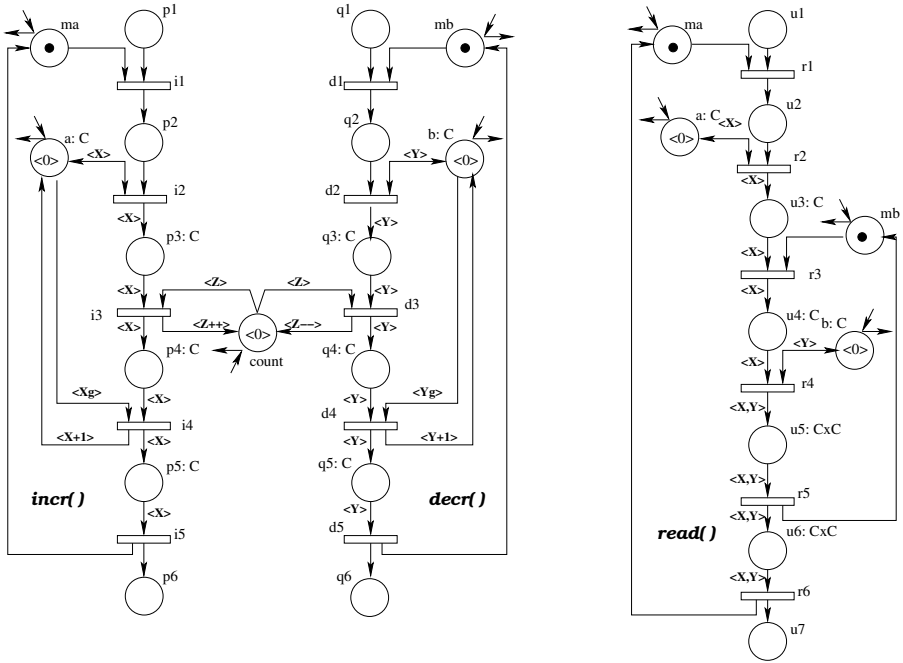 p1
ma
i1
p2
a: C
<0>
<X>
i2
<X>
p3: C
<X>
i3
<X>
p4: C
<Xg>
<X>
i4
<X+1>
<X>
p5: C
incr()
<X>
i5
p6
<Z>
<Z>
<Z++>
<0>
<Z-->
count
q1
mb
d1
q2
b: C
<Y>
<0>
d2
<Y>
q3: C
<Y>
d3
<Y>
q4: C
<Yg>
<Y>
d4
<Y>
<Y+1>
q5: C
decr()
<Y>
d5
q6
u1
ma
r1
u2
a: C
<X>
<0>
r2
<X>
u3: C
mb
<X>
r3
<X>
u4: C
b: C
<Y>
<0>
<X>
r4
<X,Y>
u5: CxC
<X,Y>
r5
<X,Y>
read()
u6: CxC
<X,Y>
r6
u7